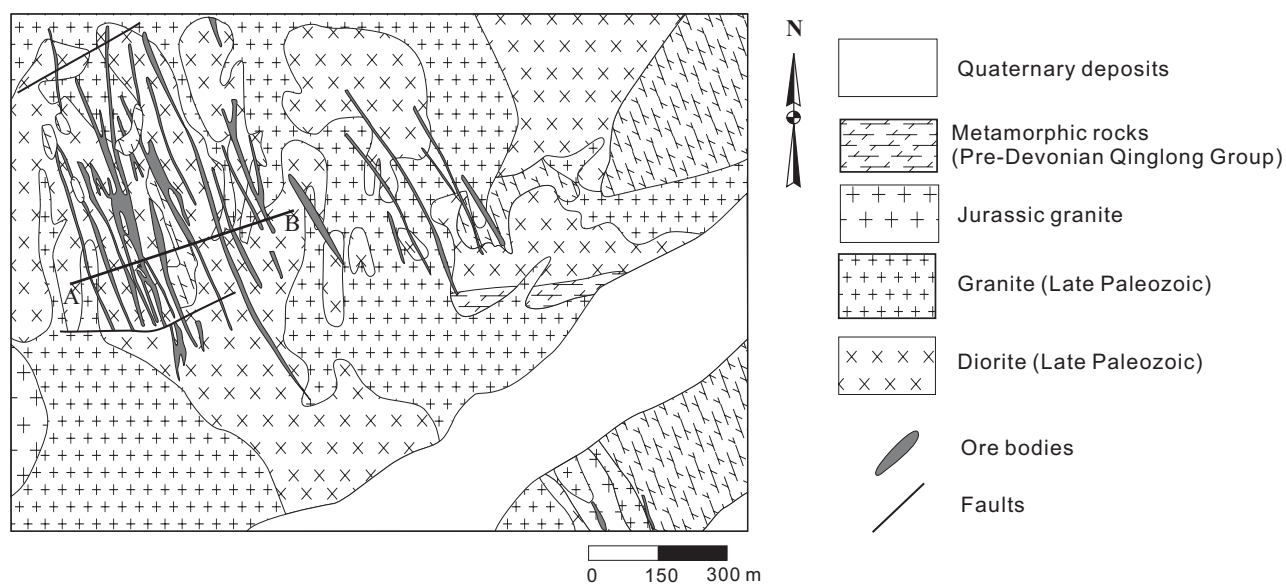 A
B
N
Quaternary deposits
Metamorphic rocks
(Pre-Devonian Qinglong Group)
Jurassic granite
Granite (Late Paleozoic)
Diorite (Late Paleozoic)
Ore bodies
Faults
0 150 300 m